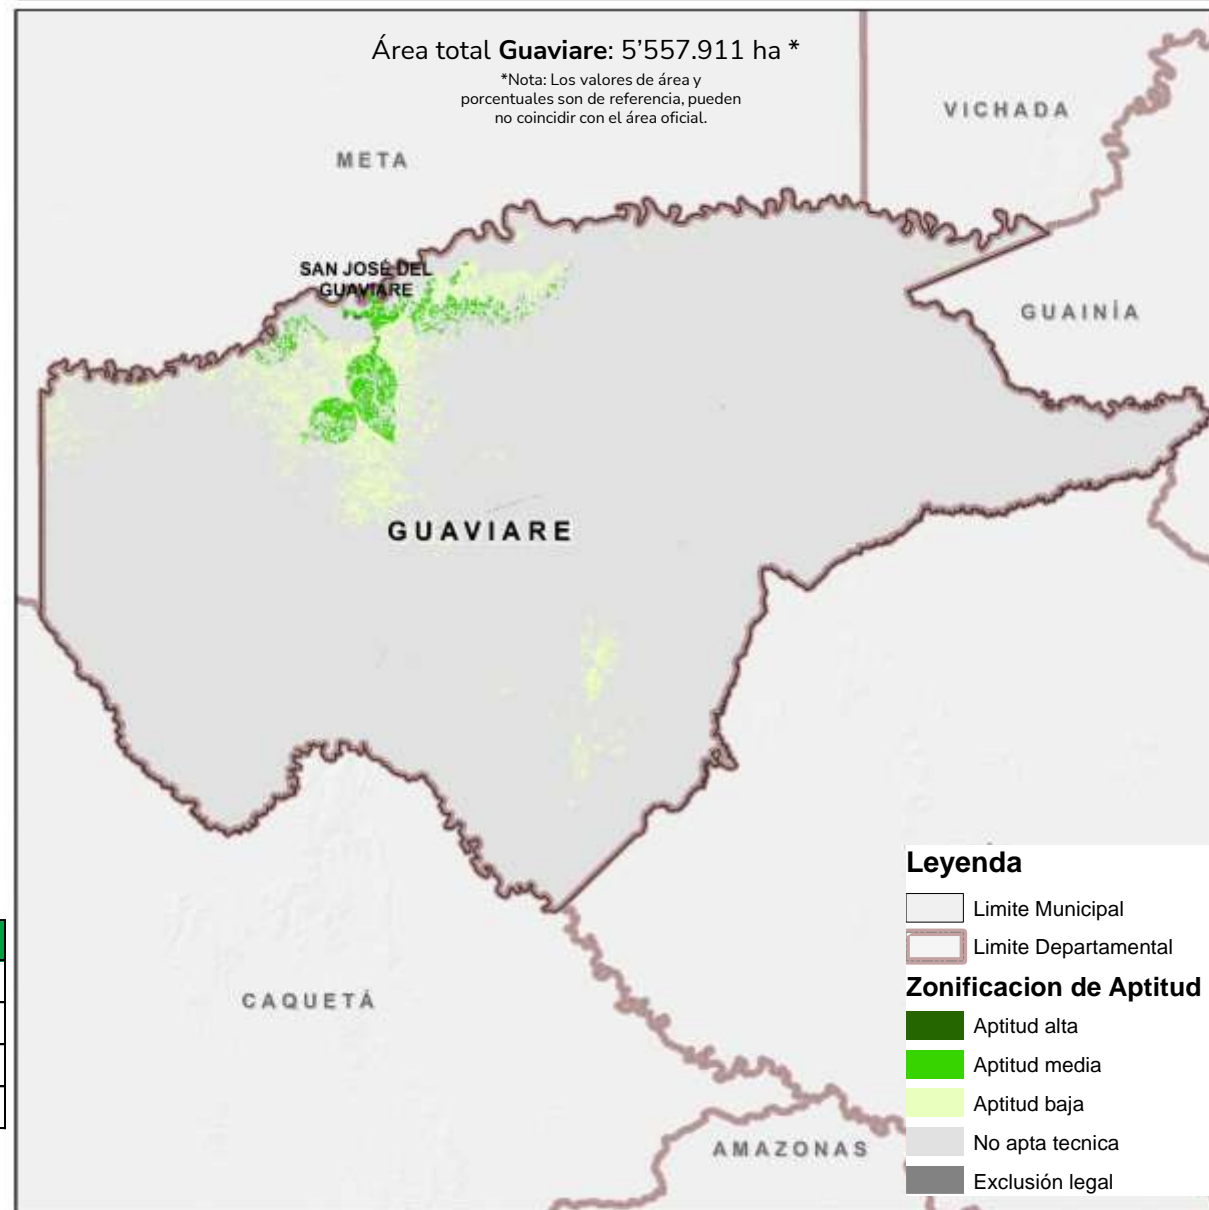 Área total Guaviare: 5’557.911 ha *
*Nota: Los valores de área y
porcentuales son de referencia, pueden
no coincidir con el área oficial.
VICHADA
META
SAN JOSÉ DEL
GUAVIARE
GUAINÍA
GUAVIARE
CAQUETÁ
AMAZONAS
Leyenda
Limite Municipal
Limite Departamental
Zonificacion de Aptitud
Aptitud alta
Aptitud media
Aptitud baja
No apta tecnica
Exclusión legal